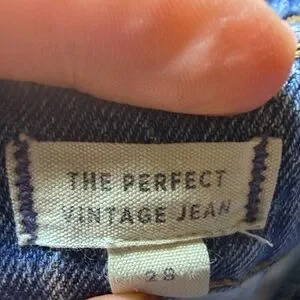 THE PERFECT
VINTAGE JEAN
28